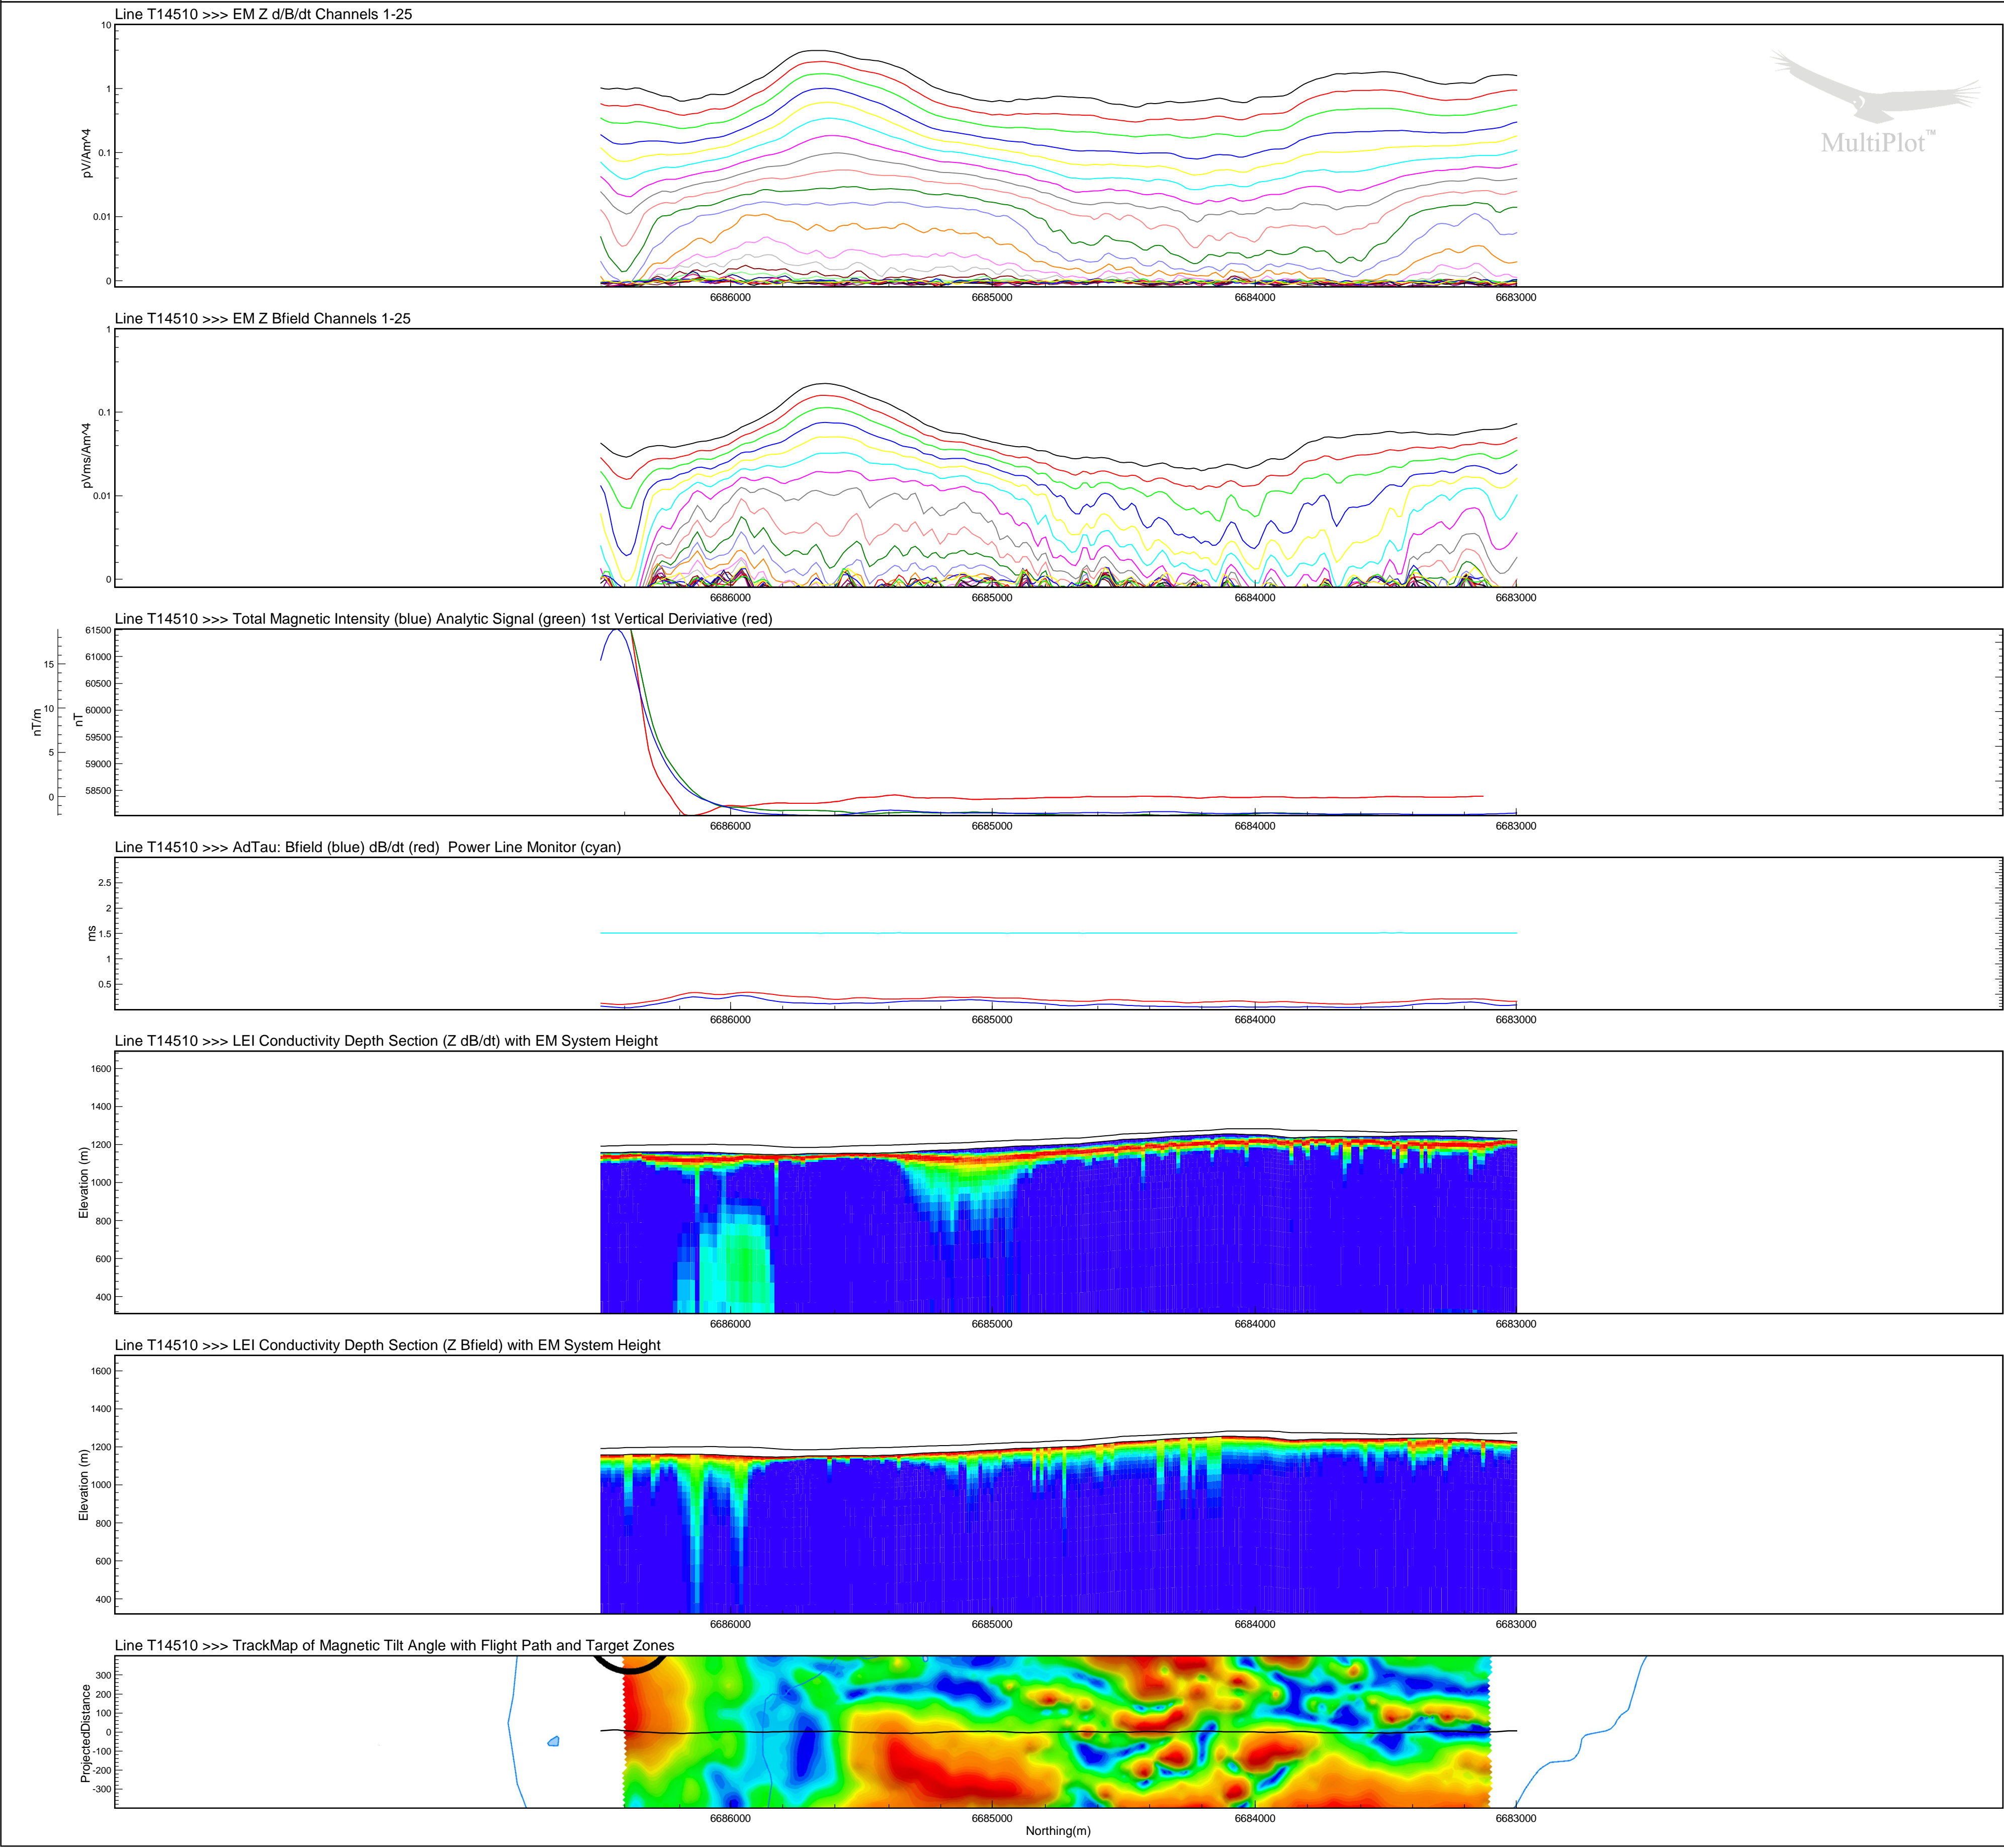 Line T14510 >>> EM Z d/B/dt Channels 1-25
10
1
0.1
0.01
0
pV/Am^4
MultiPlot™
6686000 6685000 6684000 6683000
Line T14510 >>> EM Z Bfield Channels 1-25
1
0.1
0.01
0
pVms/Am^4
6686000 6685000 6684000 6683000
Line T14510 >>> Total Magnetic Intensity (blue) Analytic Signal (green) 1st Vertical Deriviative (red)
15
10
5
0
nT/m
61500
61000
60500
60000
59500
59000
58500
nT
6686000 6685000 6684000 6683000
Line T14510 >>> AdTau: Bfield (blue) dB/dt (red) Power Line Monitor (cyan)
2.5
2
1.5
1
0.5
ms
6686000 6685000 6684000 6683000
Line T14510 >>> LEI Conductivity Depth Section (Z dB/dt) with EM System Height
1600
1400
1200
1000
800
600
400
Elevation (m)
6686000 6685000 6684000 6683000
Line T14510 >>> LEI Conductivity Depth Section (Z Bfield) with EM System Height
1600
1400
1200
1000
800
600
400
Elevation (m)
6686000 6685000 6684000 6683000
Line T14510 >>> TrackMap of Magnetic Tilt Angle with Flight Path and Target Zones
300
200
100
0
-100
-200
-300
ProjectedDistance
6686000 6685000 6684000 6683000
Northing(m)